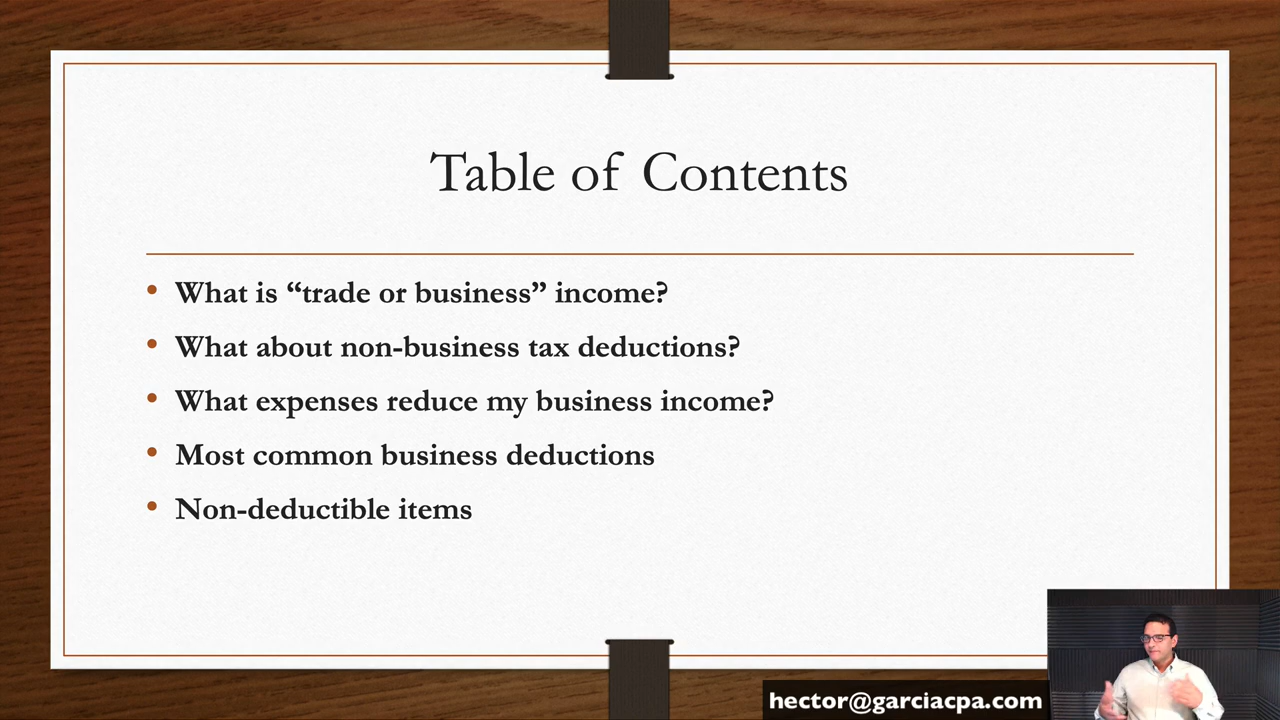 Table of Contents
• What is “trade or business” income?
• What about non-business tax deductions?
• What expenses reduce my business income?
• Most common business deductions
• Non-deductible items
hector@garciacpa.com